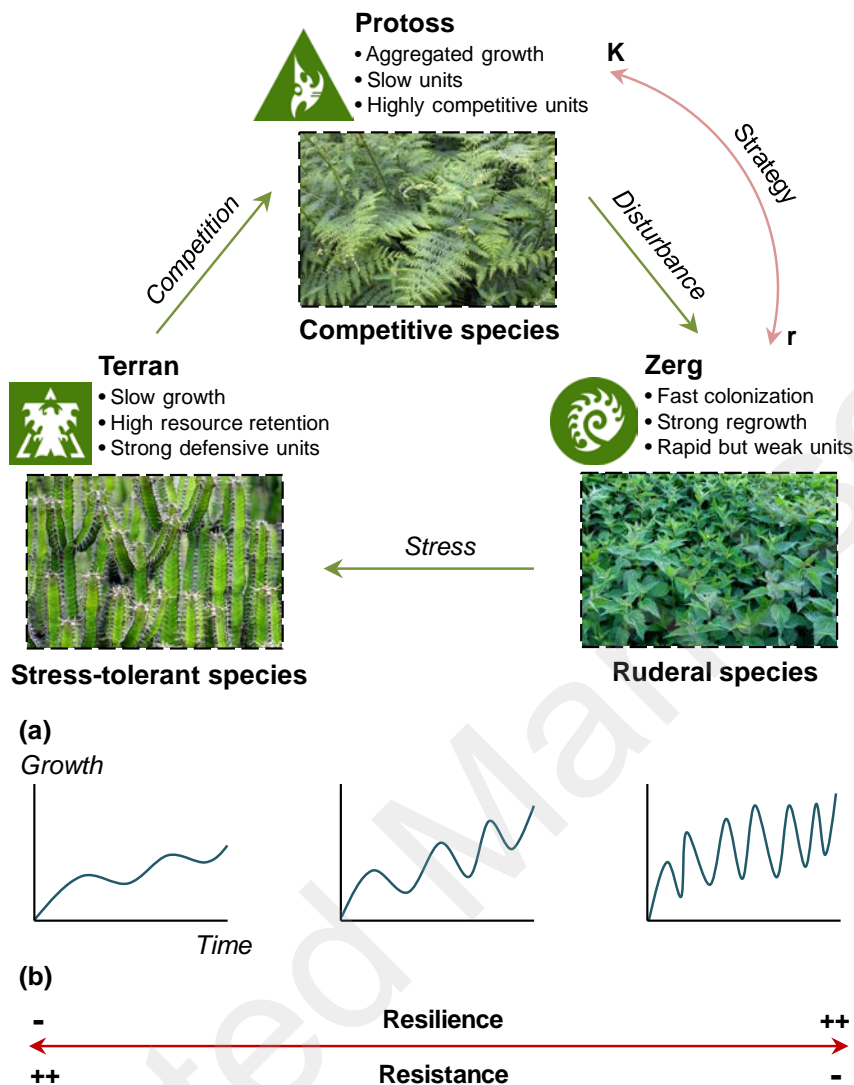 Protoss
• Aggregated growth
• Slow units
• Highly competitive units
K
Strategy
r
Competition
Disturbance
Competitive species
Terran
• Slow growth
• High resource retention
• Strong defensive units
Zerg
• Fast colonization
• Strong regrowth
• Rapid but weak units
Stress
Stress-tolerant species
Ruderal species
(a)
Growth
Time
(b)
- Resilience ++
++ Resistance -